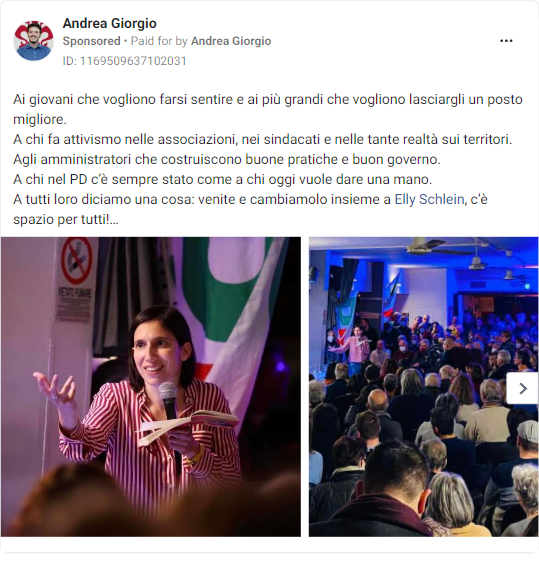 Andrea Giorgio
Sponsored • Paid for by Andrea Giorgio
ID: 1169509637102031
Ai giovani che vogliono farsi sentire e ai più grandi che vogliono lasciargli un posto
migliore.
A chi fa attivismo nelle associazioni, nei sindacati e nelle tante realtà sui territori.
Agli amministratori che costruiscono buone pratiche e buon governo.
A chi nel PD c’è sempre stato come a chi oggi vuole dare una mano.
A tutti loro diciamo una cosa: venite e cambiamolo insieme a Elly Schlein, c’è
spazio per tutti!…
VIETATO FUMARE